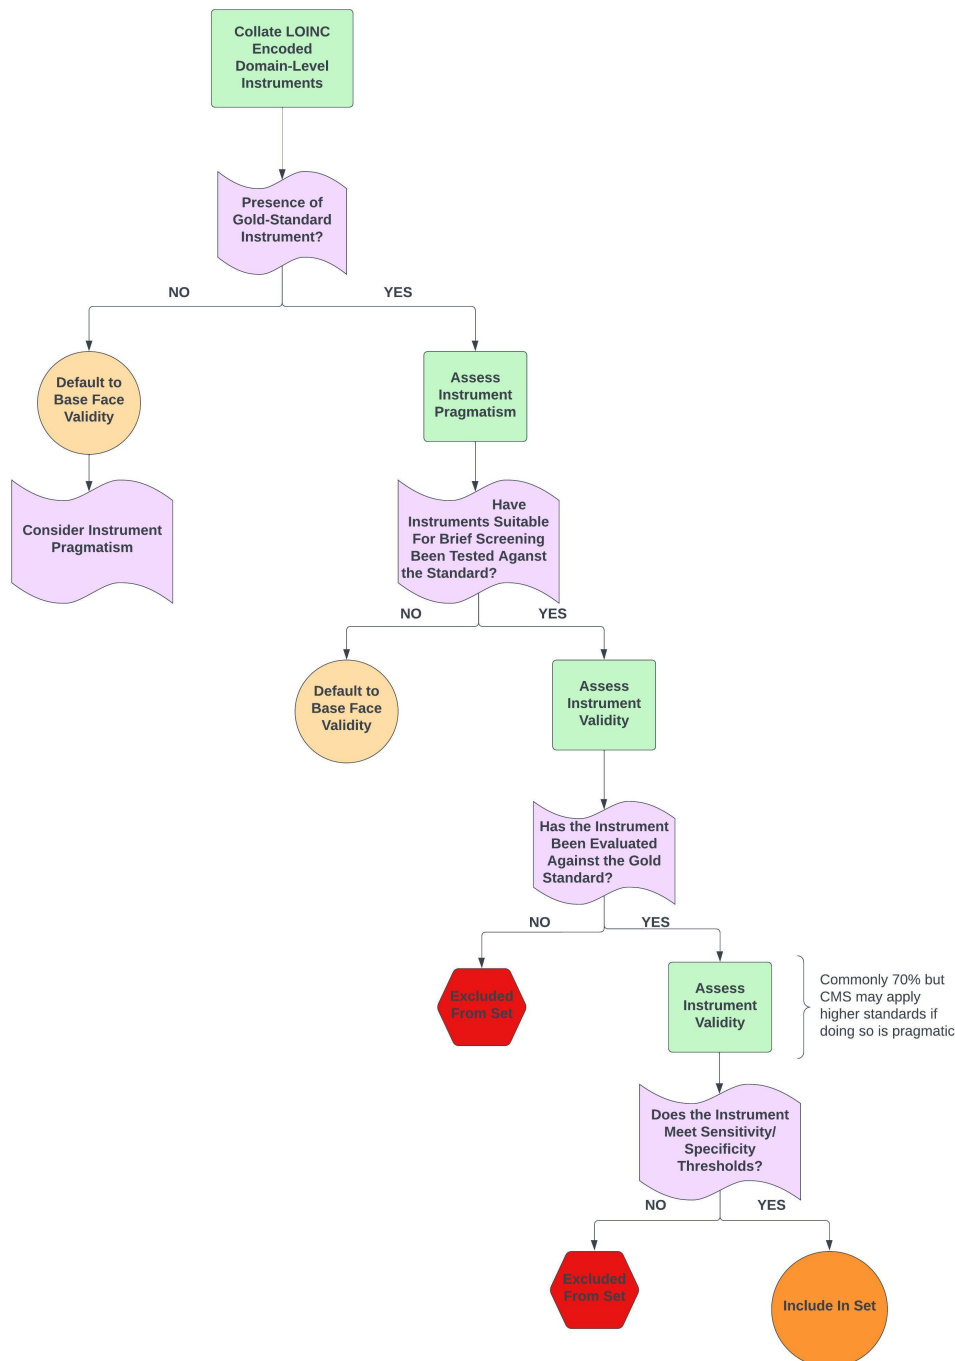 Collate LOINC
Encoded
Domain-Level
Instruments
Presence of
Gold-Standard
Instrument?
NO
YES
Default to
Base Face
Validity
Assess
Instrument
Pragmatism
Consider Instrument
Pragmatism
Have
Instruments Suitable
For Brief Screening
Been Tested Aganst
the Standard?
NO
YES
Default to
Base Face
Validity
Assess
Instrument
Validity
Has the Instrument
Been Evaluated
Against the Gold
Standard?
NO
YES
Excluded
From Set
Assess
Instrument
Validity
Commonly 70% but
CMS may apply
higher standards if
doing so is pragmatic
Does the Instrument
Meet Sensitivity/
Specificity
Thresholds?
NO
YES
Excluded
From Set
Include In Set